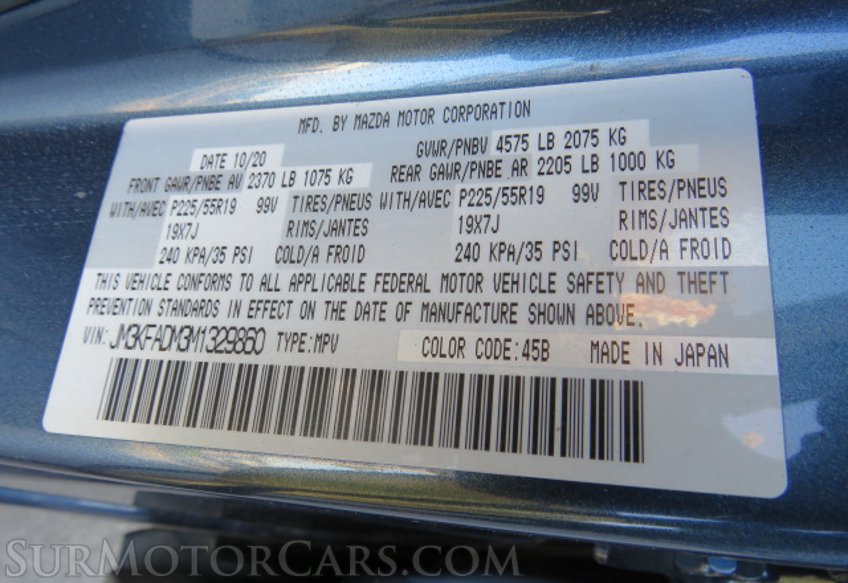 MFD. BY MAZDA MOTOR CORPORATION
DATE 10/20 GVWR/PNBV 4575 LB 2075 KG
FRONT GAWR/PNBE AV 2370 LB 1075 KG REAR GAWR/PNBE AR 2205 LB 1000 KG
WITH/AVEC P225/55R19 99V TIRES/PNEUS WITH/AVEC P225/55R19 99V TIRES/PNEUS
19X7J RIMS/JANTES 19X7J RIMS/JANTES
240 KPA/35 PSI COLD/A FROID 240 KPA/35 PSI COLD/A FROID
THIS VEHICLE CONFORMS TO ALL APPLICABLE FEDERAL MOTOR VEHICLE SAFETY AND THEFT
PREVENTION STANDARDS IN EFFECT ON THE DATE OF MANUFACTURE SHOWN ABOVE.
VIN: JM3KFADM3M1329860 TYPE:MPV COLOR CODE:45B MADE IN JAPAN
SURMOTORCARS.COM